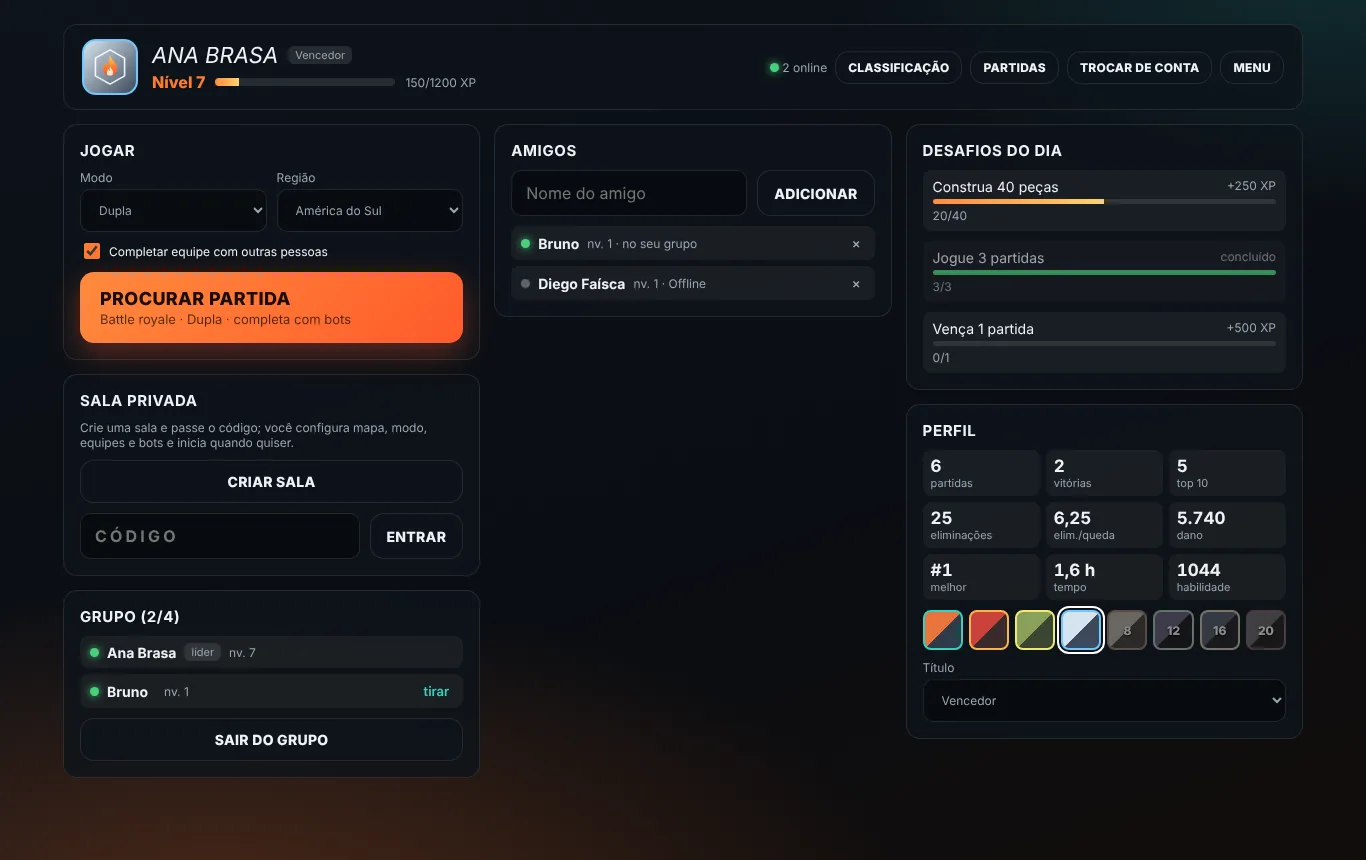 ANA BRASA Vencedor
Nível 7 150/1200 XP
2 online CLASSIFICAÇÃO PARTIDAS TROCAR DE CONTA MENU
JOGAR
Modo Região
Dupla América do Sul
Completar equipe com outras pessoas
PROCURAR PARTIDA
Battle royale · Dupla · completa com bots
SALA PRIVADA
Crie uma sala e passe o código; você configura mapa, modo,
equipes e bots e inicia quando quiser.
CRIAR SALA
CÓDIGO ENTRAR
GRUPO (2/4)
Ana Brasa líder nv. 7
Bruno nv. 1 tirar
SAIR DO GRUPO
AMIGOS
Nome do amigo ADICIONAR
Bruno nv. 1 · no seu grupo ×
Diego Faísca nv. 1 · Offline ×
DESAFIOS DO DIA
Construa 40 peças +250 XP
20/40
Jogue 3 partidas concluído
3/3
Vença 1 partida +500 XP
0/1
PERFIL
6 2 5
partidas vitórias top 10
25 6,25 5.740
eliminações elim./queda dano
#1 1,6 h 1044
melhor tempo habilidade
8 12 16 20
Título
Vencedor